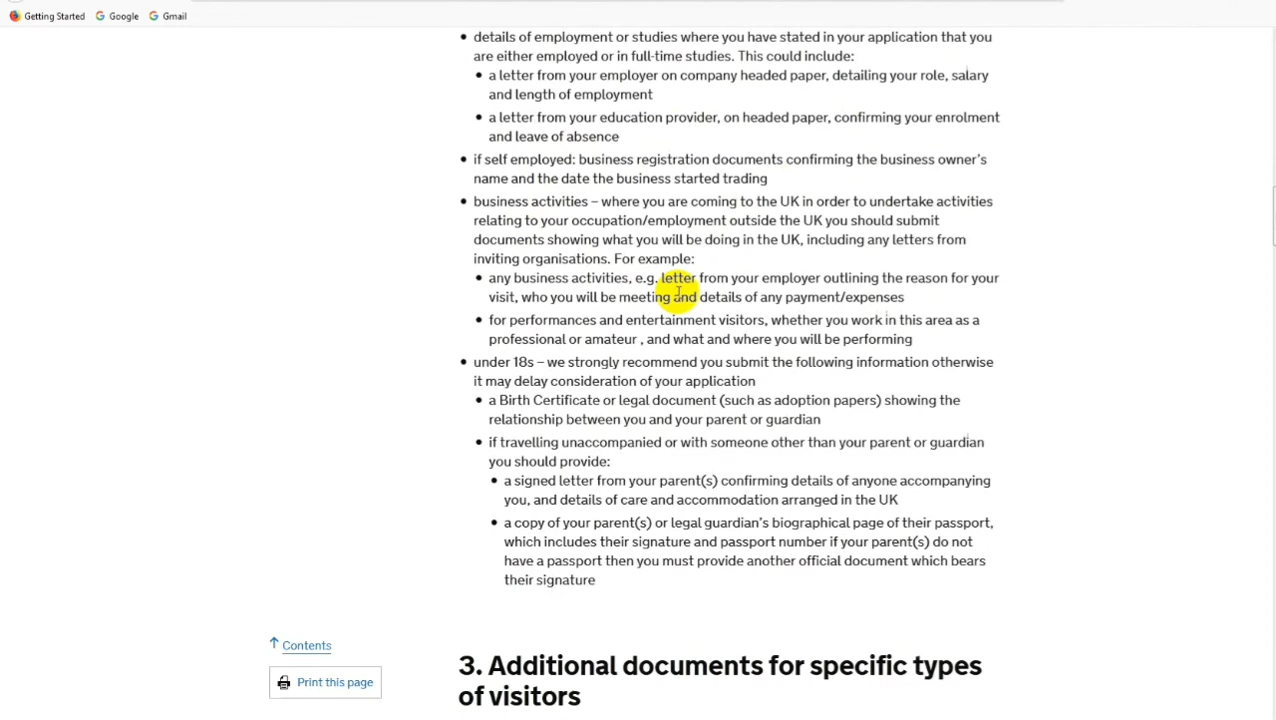 Getting Started Google Gmail
details of employment or studies where you have stated in your application that you
are either employed or in full-time studies. This could include:
a letter from your employer on company headed paper, detailing your role, salary
and length of employment
a letter from your education provider, on headed paper, confirming your enrolment
and leave of absence
if self employed: business registration documents confirming the business owner's
name and the date the business started trading
business activities – where you are coming to the UK in order to undertake activities
relating to your occupation/employment outside the UK you should submit
documents showing what you will be doing in the UK, including any letters from
inviting organisations. For example:
any business activities, e.g. letter from your employer outlining the reason for your
visit, who you will be meeting and details of any payment/expenses
for performances and entertainment visitors, whether you work in this area as a
professional or amateur , and what and where you will be performing
under 18s – we strongly recommend you submit the following information otherwise
it may delay consideration of your application
a Birth Certificate or legal document (such as adoption papers) showing the
relationship between you and your parent or guardian
if travelling unaccompanied or with someone other than your parent or guardian
you should provide:
a signed letter from your parent(s) confirming details of anyone accompanying
you, and details of care and accommodation arranged in the UK
a copy of your parent(s) or legal guardian's biographical page of their passport,
which includes their signature and passport number if your parent(s) do not
have a passport then you must provide another official document which bears
their signature
Contents
Print this page
3. Additional documents for specific types
of visitors